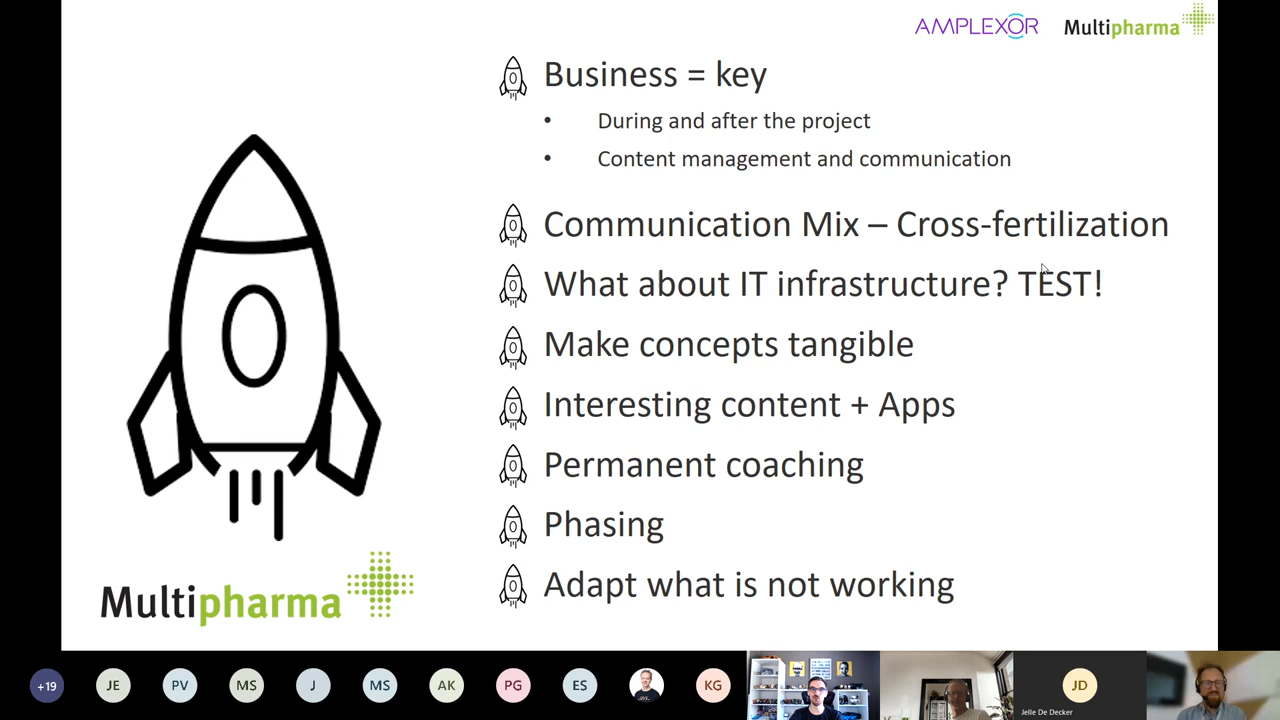 AMPLEXOR Multipharma
Business = key
• During and after the project
• Content management and communication
Communication Mix – Cross-fertilization
What about IT infrastructure? TEST!
Make concepts tangible
Interesting content + Apps
Permanent coaching
Phasing
Adapt what is not working
Multipharma
+19 JE PV MS J MS AK PG ES KG JD
Jelle De Decker